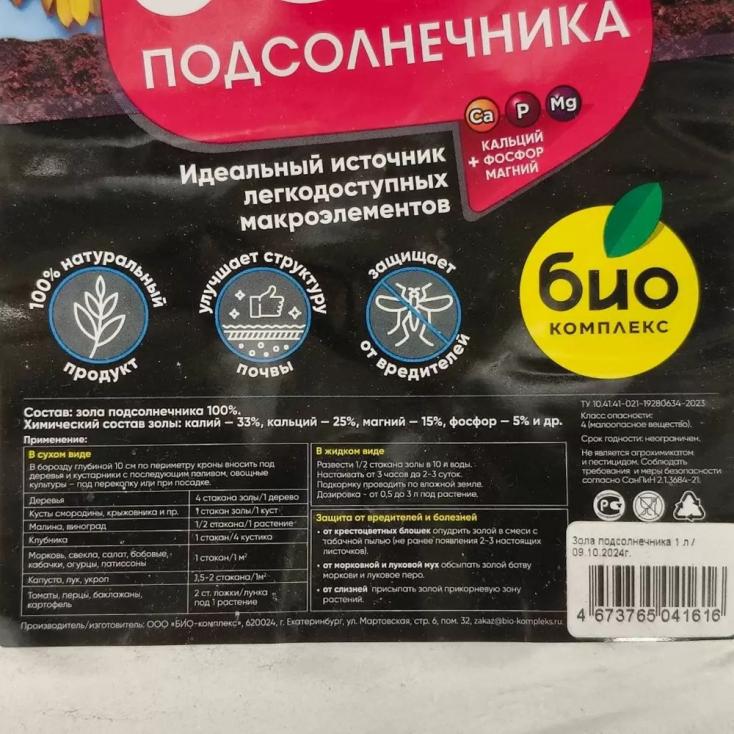 ПОДСОЛНЕЧНИКА
Ca P Mg
КАЛЬЦИЙ
+ ФОСФОР
МАГНИЙ
Идеальный источник
легкодоступных
макроэлементов
100% натуральный
продукт
улучшает структуру
почвы
защищает
от вредителей
био
КОМПЛЕКС
Состав: зола подсолнечника 100%.
Химический состав золы: калий – 33%, кальций – 25%, магний – 15%, фосфор – 5% и др.
Применение:
В сухом виде
В борозду глубиной 10 см по периметру кроны вносить под
деревья и кустарники с последующим поливом, овощные
культуры – под перекопку или при посадке.
Деревья 4 стакана золы/1 дерево
Кусты смородины, крыжовника и пр. 1 стакан золы/1 куст
Малина, виноград 1/2 стакана/1 растение
Клубника 1 стакан/4 кустика
Морковь, свекла, салат, бобовые,
кабачки, огурцы, патиссоны 1 стакан/1 м²
Капуста, лук, укроп 1,5-2 стакана/1м²
Томаты, перцы, баклажаны,
картофель 2 ст. ложки/лунка
под 1 растение
В жидком виде
Развести 1/2 стакана золы в 10 л воды.
Настаивать от 3 часов до 2-3 суток.
Подкормку проводить по влажной земле.
Дозировка - от 0,5 до 3 л под растение.
Защита от вредителей и болезней
• от крестоцветных блошек опудрить золой в смеси с
табачной пылью (не ранее появления 2-3 настоящих
листочков).
• от морковной и луковой мух обсыпать золой ботву
моркови и луковое перо.
• от слизней присыпать золой прикорневую зону
растений.
ТУ 10.41.41-021-19280634-2023
Класс опасности:
4 (малоопасное вещество).
Срок годности: неограничен.
Не является агрохимикатом
и пестицидом. Соблюдать
требования и меры безопасности
согласно СанПиН 2.1.3684-21.
Зола подсолнечника 1 л /
09.10.2024г.
4 673765 041616
Производитель/изготовитель: ООО «БИО-комплекс», 620024, г. Екатеринбург, ул. Мартовская, стр. 6, пом. 32, zakaz@bio-kompleks.ru.